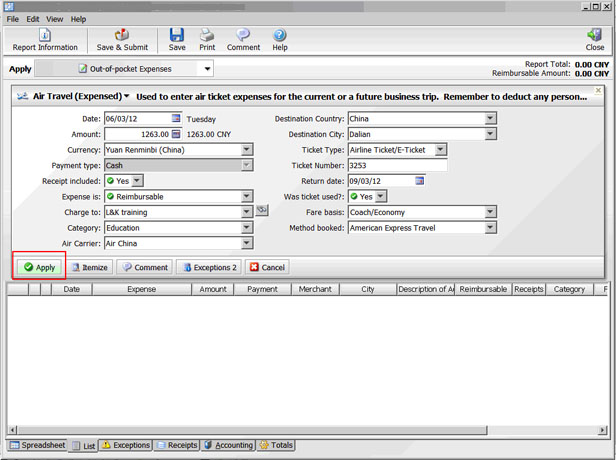 File Edit View Help
Report Information Save & Submit Save Print Comment Help Close
Apply Out-of-pocket Expenses Report Total: 0.00 CNY
Reimbursable Amount: 0.00 CNY
Air Travel (Expensed) Used to enter air ticket expenses for the current or a future business trip. Remember to deduct any person...
Date: 06/03/12 Tuesday Destination Country: China
Amount: 1263.00 1263.00 CNY Destination City: Dalian
Currency: Yuan Renminbi (China) Ticket Type: Airline Ticket/E-Ticket
Payment type: Cash Ticket Number: 3253
Receipt included: Yes Return date: 09/03/12
Expense is: Reimbursable Was ticket used?: Yes
Charge to: L&K training Fare basis: Coach/Economy
Category: Education Method booked: American Express Travel
Air Carrier: Air China
Apply Itemize Comment Exceptions 2 Cancel
Date Expense Amount Payment Merchant City Description of A Reimbursable Receipts Category F
Spreadsheet List Exceptions Receipts Accounting Totals